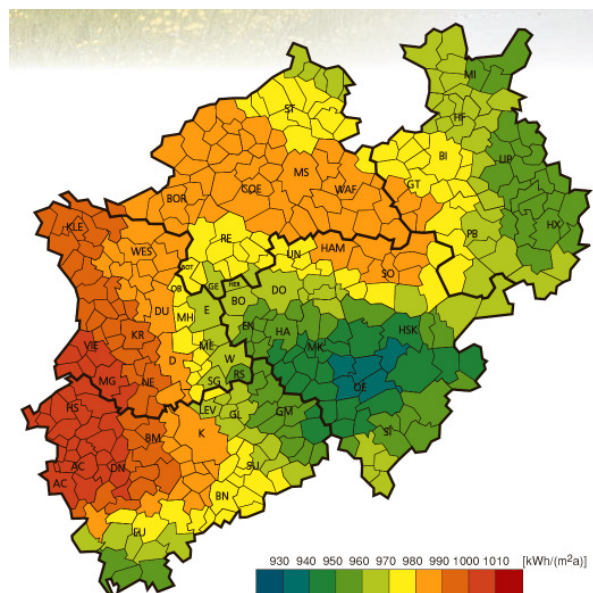 MI
ST
HF
BI
LIP
MS
COE
WAF
GT
BOR
KLE
HX
PB
RE
WES
UN
HAM
SO
BOT
OB
GE
HER
DO
BO
E
DU
MH
EN
HA
HSK
KR
ME
MK
VIE
D
W
RS
OE
MG
NE
SG
HS
EV
GL
GM
BM
K
SI
AC
DN
SU
AC
BN
EU
930 940 950 960 970 980 990 1000 1010 [kWh/(m²a)]